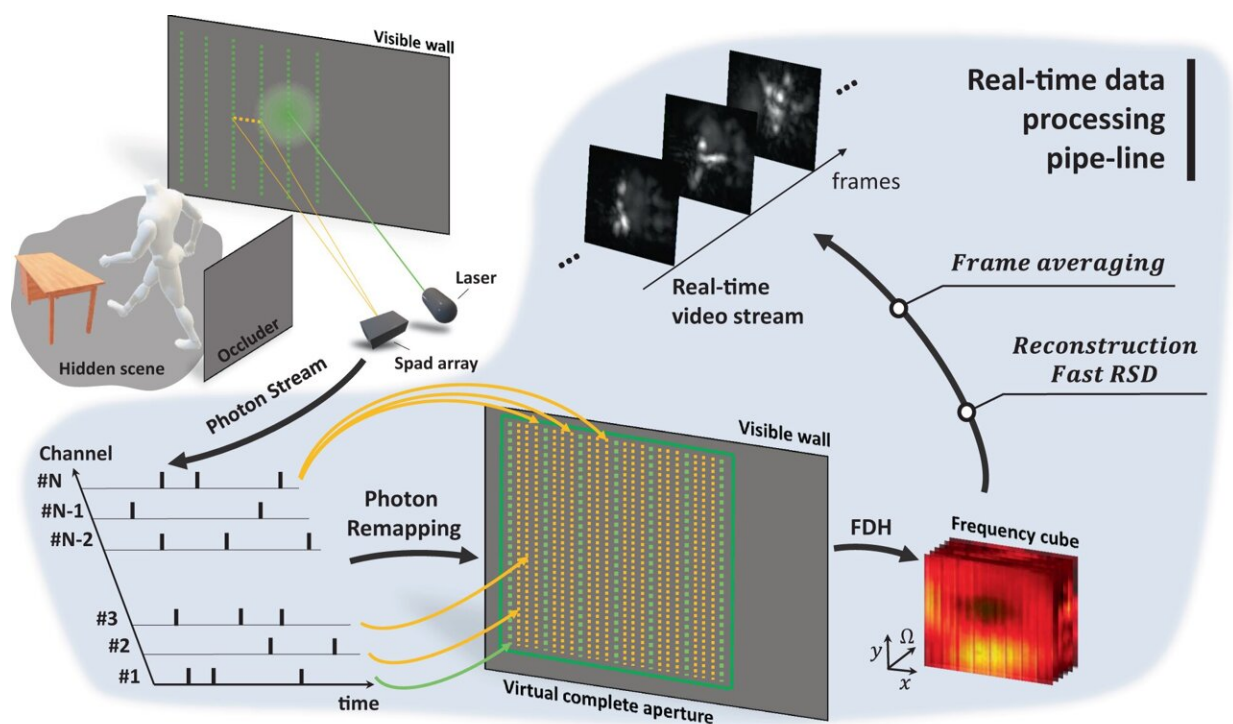 Visible wall
Real-time data
processing
pipe-line
frames
Laser
Spad array
Occluder
Hidden scene
Real-time
video stream
Frame averaging
Reconstruction
Fast RSD
Photon Stream
Channel
#N
#N-1
#N-2
#3
#2
#1
time
Photon
Remapping
Visible wall
Virtual complete aperture
FDH
Frequency cube
y
Ω
x